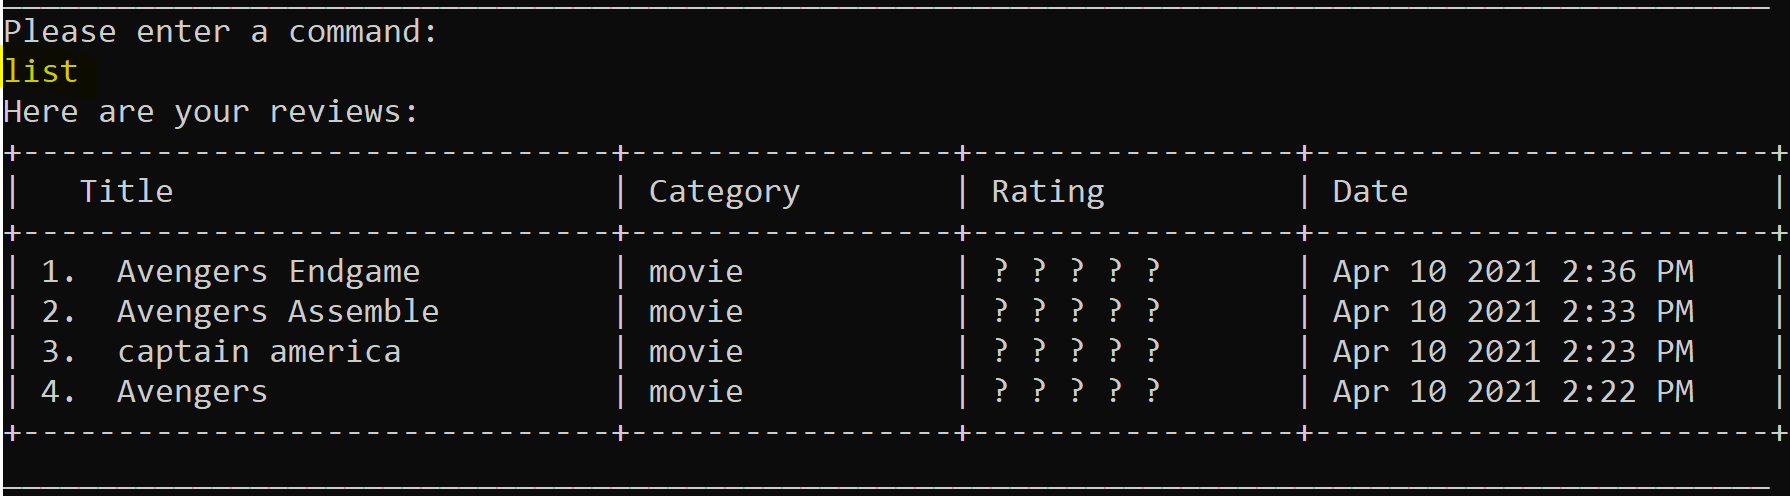 Please enter a command:
list
Here are your reviews:
+-------------------------------+-----------------+-----------------+------------------------+
|   Title                       | Category        | Rating          | Date                   |
+-------------------------------+-----------------+-----------------+------------------------+
| 1.  Avengers Endgame          | movie           | ? ? ? ? ?       | Apr 10 2021 2:36 PM    |
| 2.  Avengers Assemble         | movie           | ? ? ? ? ?       | Apr 10 2021 2:33 PM    |
| 3.  captain america           | movie           | ? ? ? ? ?       | Apr 10 2021 2:23 PM    |
| 4.  Avengers                  | movie           | ? ? ? ? ?       | Apr 10 2021 2:22 PM    |
+-------------------------------+-----------------+-----------------+------------------------+